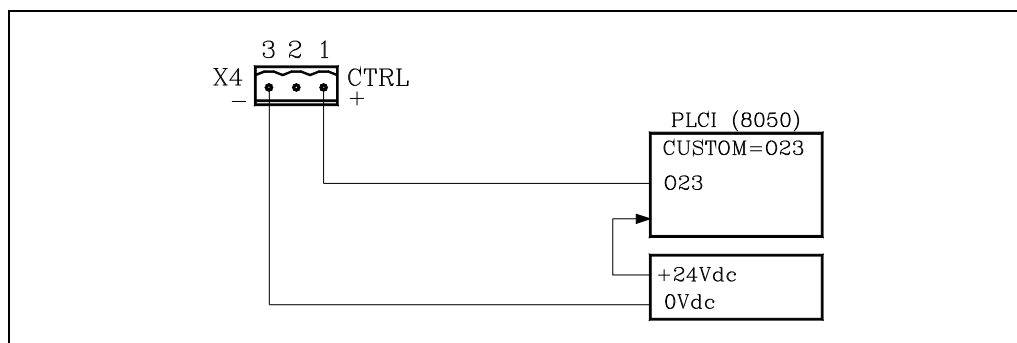 3 2 1
X4 CTRL
- +
PLCI (8050)
CUSTOM=O23
O23
+24Vdc
0Vdc